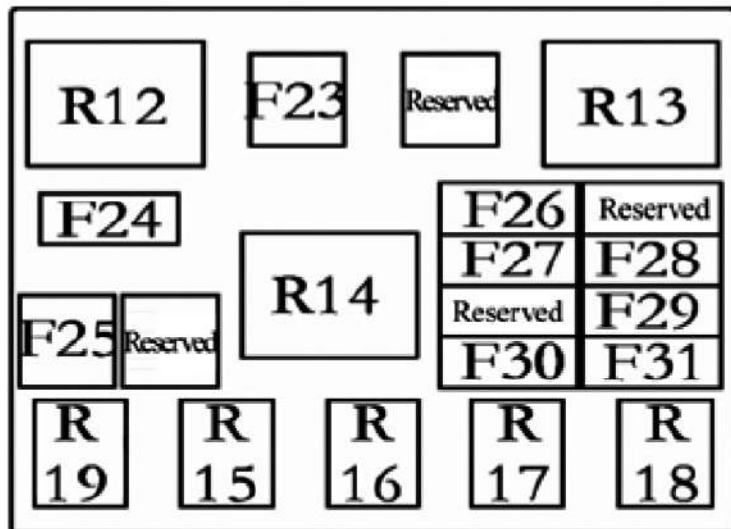 R12
F23
Reserved
R13
F24
F26
Reserved
F27
F28
R14
Reserved
F29
F25
Reserved
F30
F31
R
19
R
15
R
16
R
17
R
18